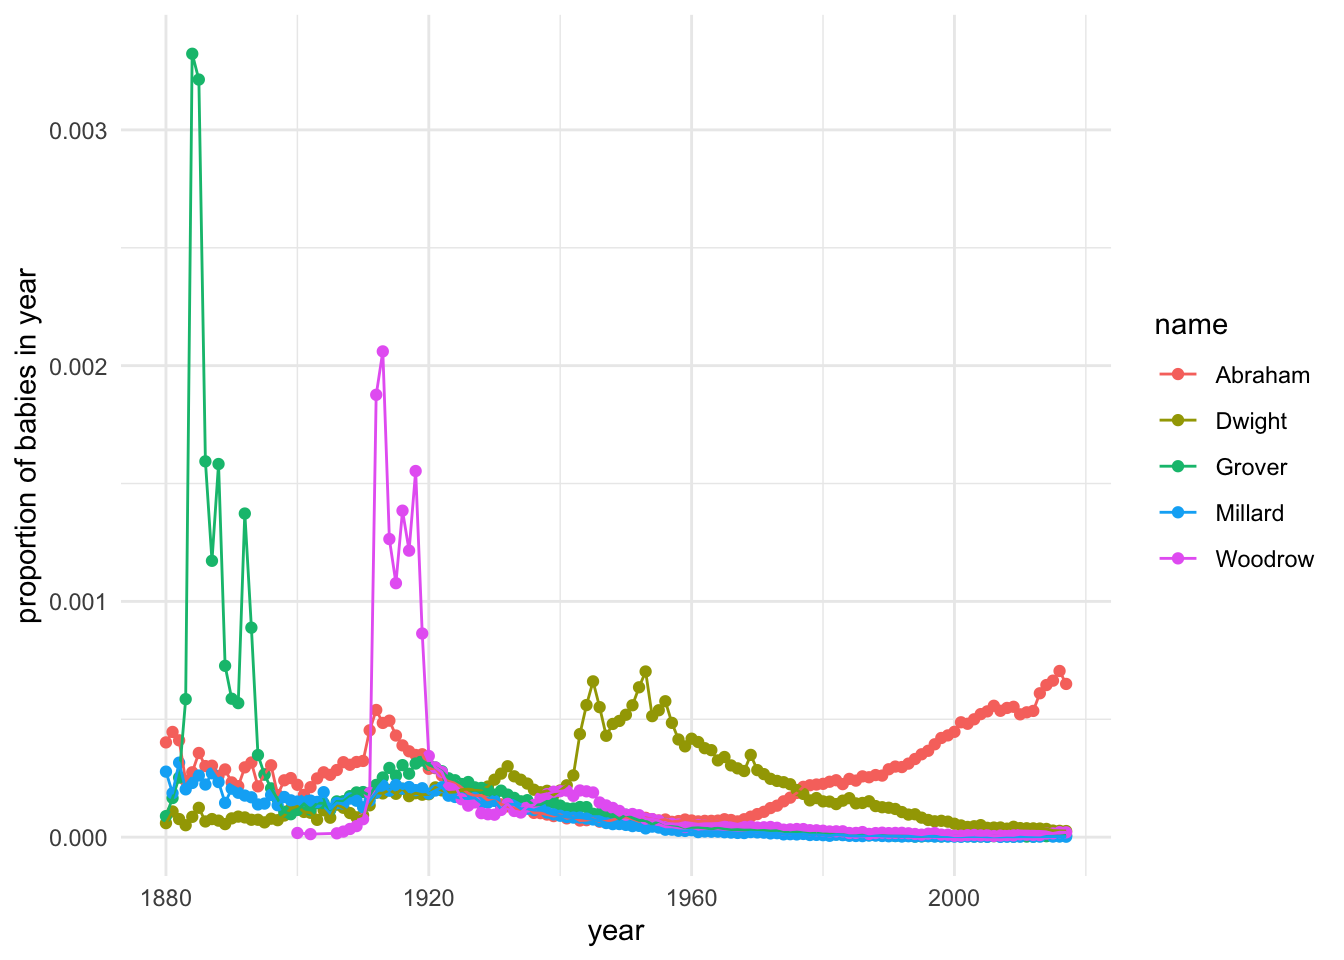 proportion of babies in year
0.003
0.002
0.001
0.000
1880
1920
1960
2000
year
name
Abraham
Dwight
Grover
Millard
Woodrow